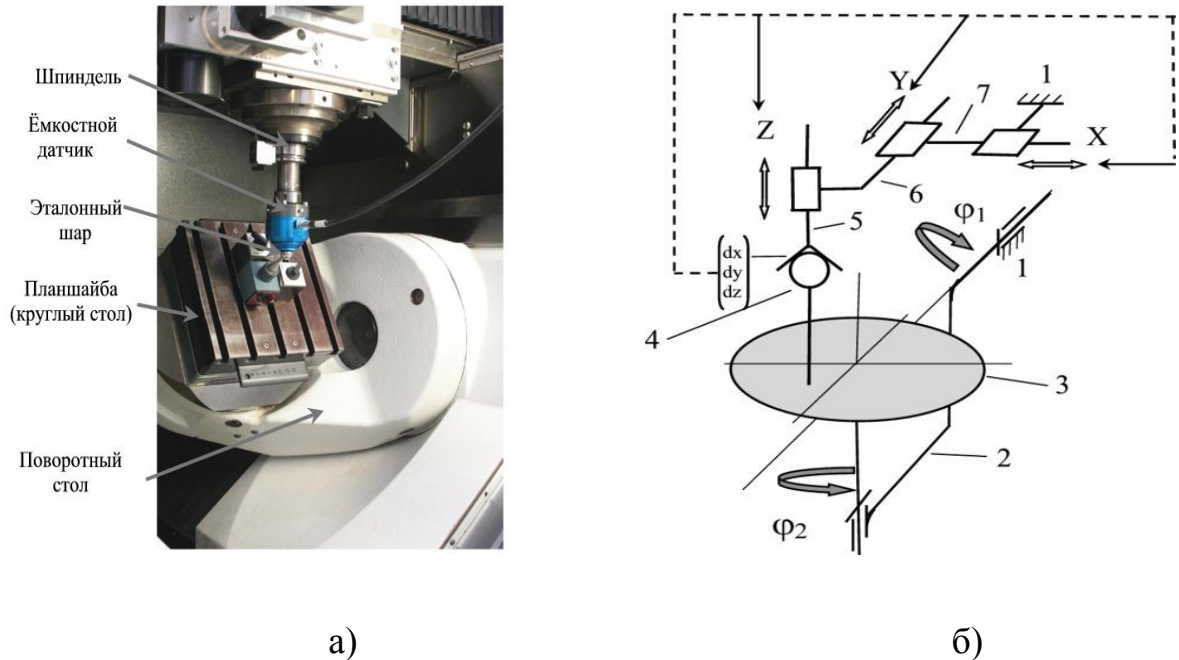 Шпиндель
Ёмкостной
датчик
Эталонный
шар
Планшайба
(круглый стол)
Поворотный
стол
а)
Y
7
1
Z
X
6
φ1
5
dx
dy
dz
1
4
3
2
φ2
б)